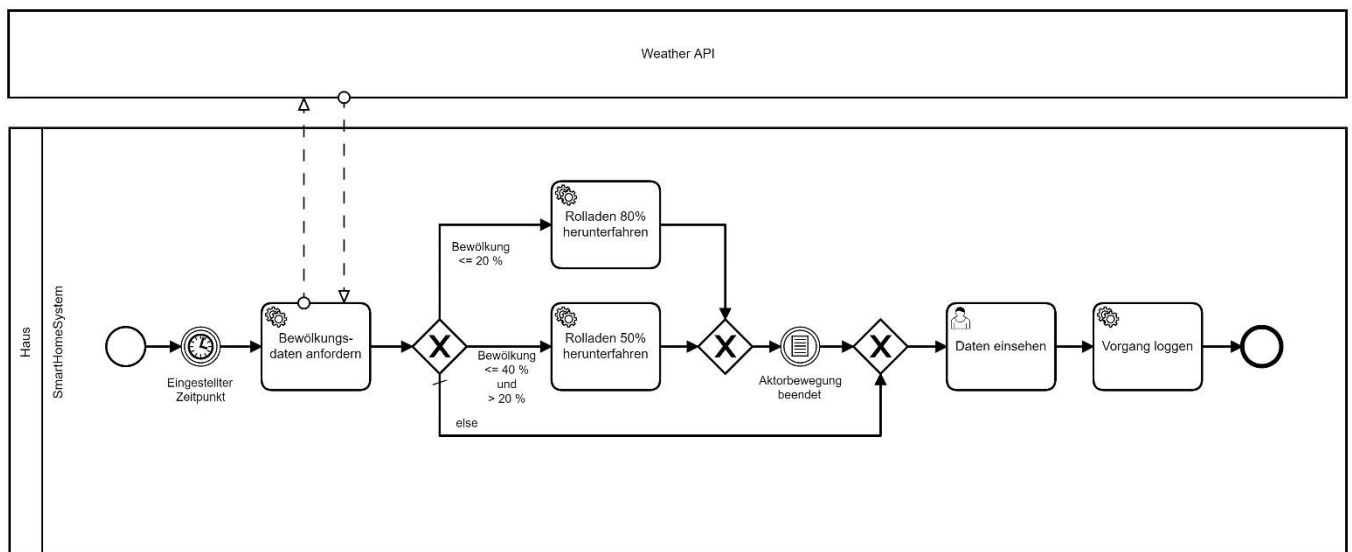 Weather API
Haus
SmartHomeSystem
Eingestellter
Zeitpunkt
Bewölkungs-
daten anfordern
Bewölkung
<= 20 %
Rolladen 80%
herunterfahren
Bewölkung
<= 40 %
und
> 20 %
Rolladen 50%
herunterfahren
else
Aktorbewegung
beendet
Daten einsehen
Vorgang loggen